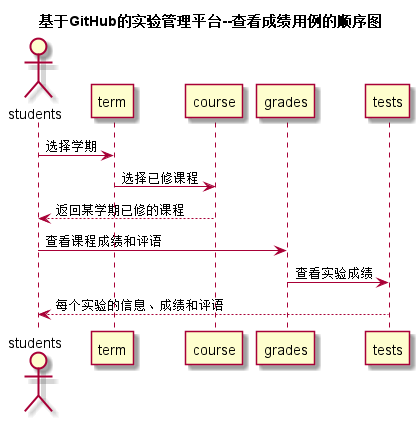 基于GitHub的实验管理平台--查看成绩用例的顺序图
students
term
course
grades
tests
选择学期
选择已修课程
返回某学期已修的课程
查看课程成绩和评语
查看实验成绩
每个实验的信息、成绩和评语
students
term
course
grades
tests